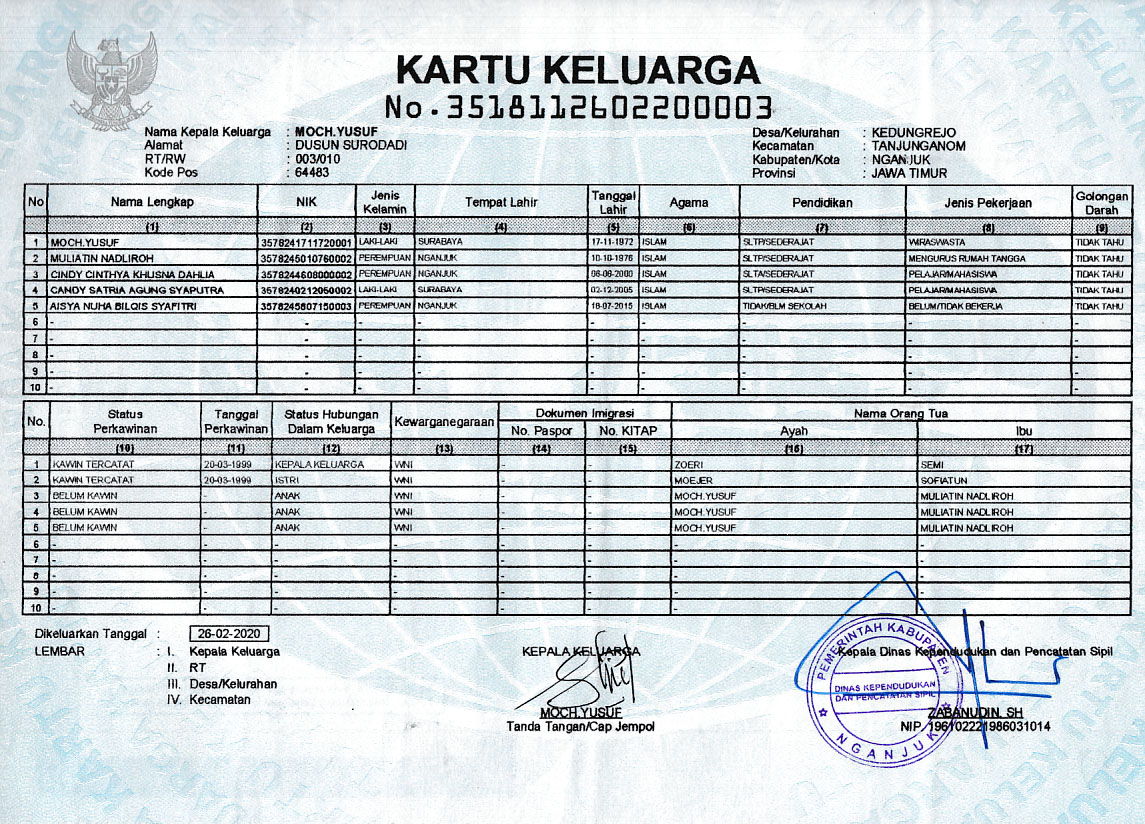 KARTU KELUARGA
No.3518112602200003
Nama Kepala Keluarga : MOCH.YUSUF
Alamat : DUSUN SURODADI
RT/RW : 003/010
Kode Pos : 64483
Desa/Kelurahan : KEDUNGREJO
Kecamatan : TANJUNGANOM
Kabupaten/Kota : NGANJUK
Provinsi : JAWA TIMUR
No Nama Lengkap NIK Jenis Kelamin Tempat Lahir Tanggal Lahir Agama Pendidikan Jenis Pekerjaan Golongan Darah
(1) (2) (3) (4) (5) (6) (7) (8) (9)
1 MOCH.YUSUF 3578241711720001 LAKI-LAKI SURABAYA 17-11-1972 ISLAM SLTP/SEDERAJAT WIRASWASTA TIDAK TAHU
2 MULIATIN NADLIROH 3578245010760002 PEREMPUAN NGANJUK 10-10-1976 ISLAM SLTP/SEDERAJAT MENGURUS RUMAH TANGGA TIDAK TAHU
3 CINDY CINTHYA KHUSNA DAHLIA 3578244608000002 PEREMPUAN NGANJUK 06-08-2000 ISLAM SLTA/SEDERAJAT PELAJAR/MAHASISWA TIDAK TAHU
4 CANDY SATRIA AGUNG SYAPUTRA 3578240212050002 LAKI-LAKI SURABAYA 02-12-2005 ISLAM SLTP/SEDERAJAT PELAJAR/MAHASISWA TIDAK TAHU
5 AISYA NUHA BILQIS SYAFITRI 3578245807150003 PEREMPUAN NGANJUK 18-07-2015 ISLAM TIDAK/BLM SEKOLAH BELUM/TIDAK BEKERJA TIDAK TAHU
6 - - - - - - - - -
7 - - - - - - - - -
8 - - - - - - - - -
9 - - - - - - - - -
10 - - - - - - - - -
No. Status Perkawinan Tanggal Perkawinan Status Hubungan Dalam Keluarga Kewarganegaraan Dokumen Imigrasi Nama Orang Tua
No. Paspor No. KITAP Ayah Ibu
(10) (11) (12) (13) (14) (15) (16) (17)
1 KAWIN TERCATAT 20-03-1999 KEPALA KELUARGA WNI - - ZOERI SEMI
2 KAWIN TERCATAT 20-03-1999 ISTRI WNI - - MOEJER SOFIATUN
3 BELUM KAWIN - ANAK WNI - - MOCH.YUSUF MULIATIN NADLIROH
4 BELUM KAWIN - ANAK WNI - - MOCH.YUSUF MULIATIN NADLIROH
5 BELUM KAWIN - ANAK WNI - - MOCH.YUSUF MULIATIN NADLIROH
6 - - - - - - - -
7 - - - - - - - -
8 - - - - - - - -
9 - - - - - - - -
10 - - - - - - - -
Dikeluarkan Tanggal : 26-02-2020
LEMBAR : I. Kepala Keluarga
II. RT
III. Desa/Kelurahan
IV. Kecamatan
KEPALA KELUARGA
MOCH.YUSUF
Tanda Tangan/Cap Jempol
Kepala Dinas Kependudukan dan Pencatatan Sipil
PEMERINTAH KABUPATEN
DINAS KEPENDUDUKAN
DAN PENCATATAN SIPIL
NGANJUK
ZABANUDIN, SH
NIP. 196102221986031014